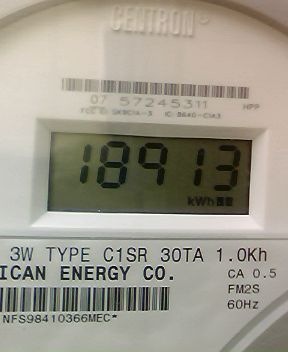 CENTRON®
07 57245311 HPP
18913
kWh
3W TYPE C1SR 30TA 1.0Kh
ICAN ENERGY CO. CA 0.5
FM2S
60Hz
NFS98410366MEC*